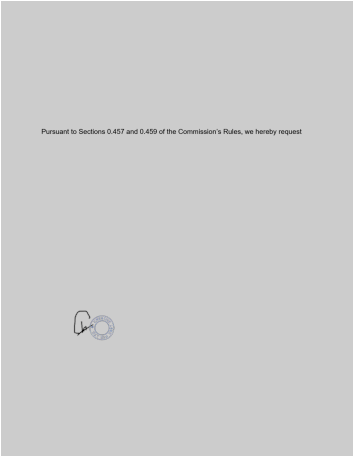 Pursuant to Sections 0.457 and 0.459 of the Commission's Rules, we hereby request